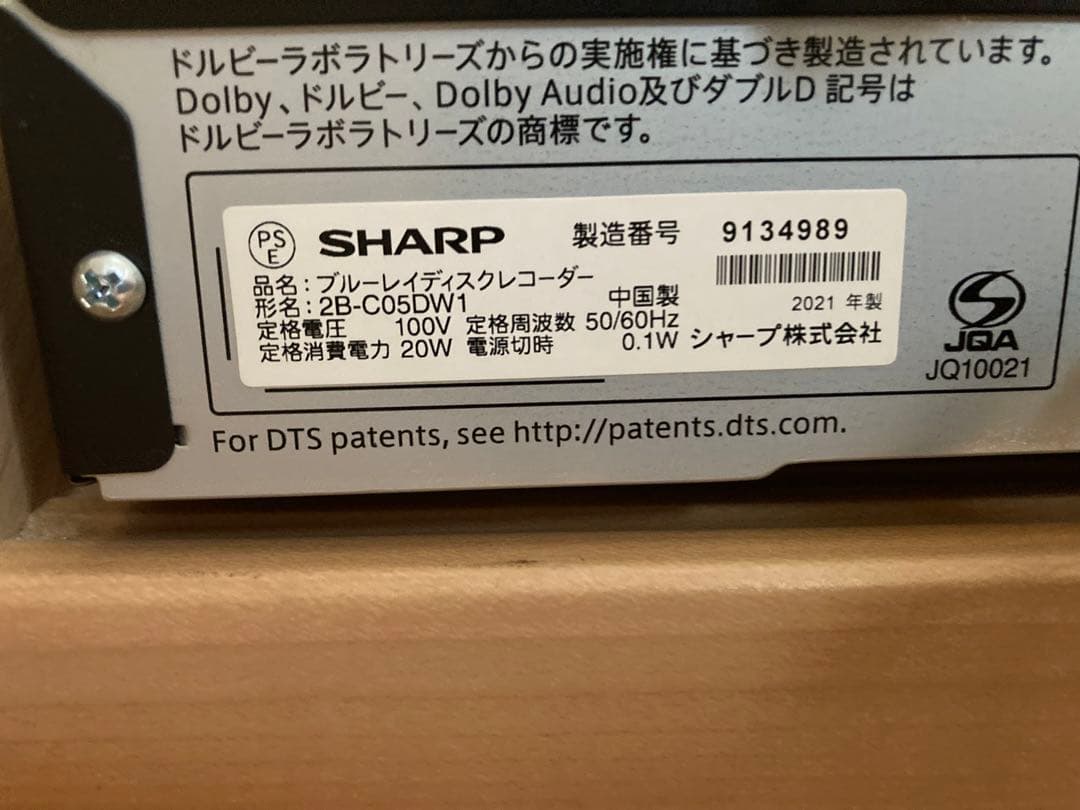 ドルビーラボラトリーズからの実施権に基づき製造されています。
Dolby、ドルビー、Dolby Audio及びダブルD 記号は
ドルビーラボラトリーズの商標です。
PS
E
SHARP 製造番号 9134989
品名：ブルーレイディスクレコーダー
形名：2B-C05DW1 中国製 2021 年製
定格電圧 100V 定格周波数 50/60Hz
定格消費電力 20W 電源切時 0.1W シャープ株式会社
JQA
JQ10021
For DTS patents, see http://patents.dts.com.